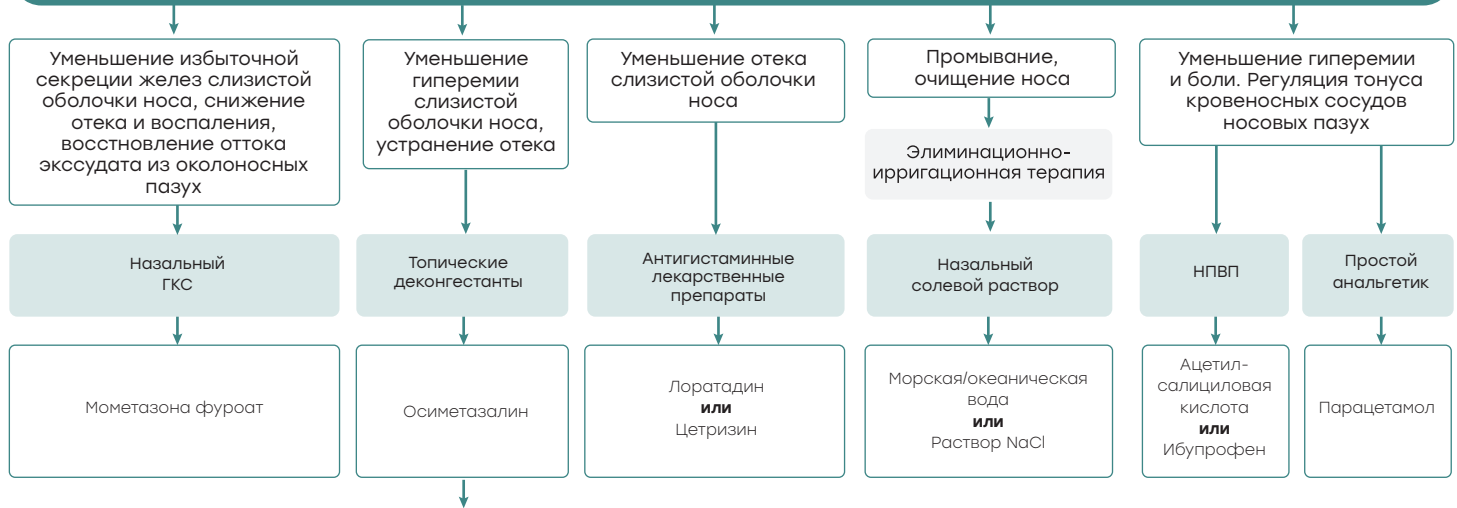 Уменьшение избыточной
секреции желез слизистой
оболочки носа, снижение
отека и воспаления,
восстновление оттока
экссудата из околоносных
пазух
Уменьшение
гиперемии
слизистой
оболочки носа,
устранение отека
Уменьшение отека
слизистой оболочки
носа
Промывание,
очищение носа
Уменьшение гиперемии
и боли. Регуляция тонуса
кровеносных сосудов
носовых пазух
Элиминационно-
ирригационная терапия
Назальный
ГКС
Топические
деконгестанты
Антигистаминные
лекарственные
препараты
Назальный
солевой раствор
НПВП
Простой
анальгетик
Мометазона фуроат
Осиметазалин
Лоратадин
или
Цетризин
Морская/океаническая
вода
или
Раствор NaCl
Ацетил-
салициловая
кислота
или
Ибупрофен
Парацетамол